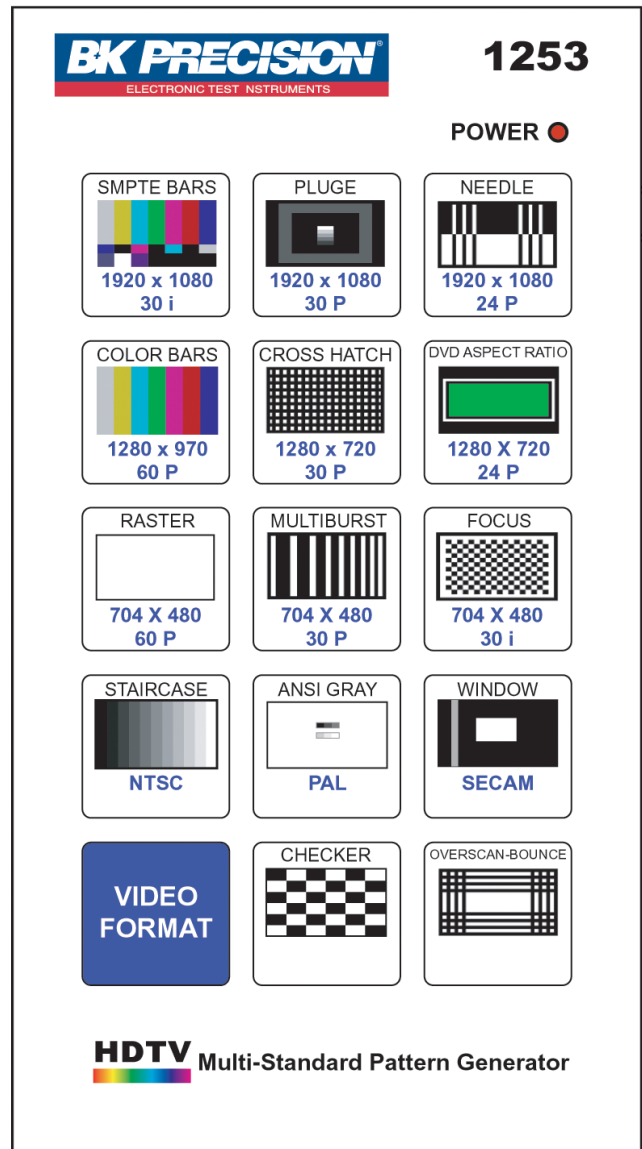 BK PRECISION®
1253
ELECTRONIC TEST NSTRUMENTS
POWER
SMPTE BARS
1920 x 1080
30 i
PLUGE
1920 x 1080
30 P
NEEDLE
1920 x 1080
24 P
COLOR BARS
1280 x 970
60 P
CROSS HATCH
1280 x 720
30 P
DVD ASPECT RATIO
1280 X 720
24 P
RASTER
704 X 480
60 P
MULTIBURST
704 X 480
30 P
FOCUS
704 X 480
30 i
STAIRCASE
NTSC
ANSI GRAY
PAL
WINDOW
SECAM
VIDEO
FORMAT
CHECKER
OVERSCAN-BOUNCE
HDTV Multi-Standard Pattern Generator